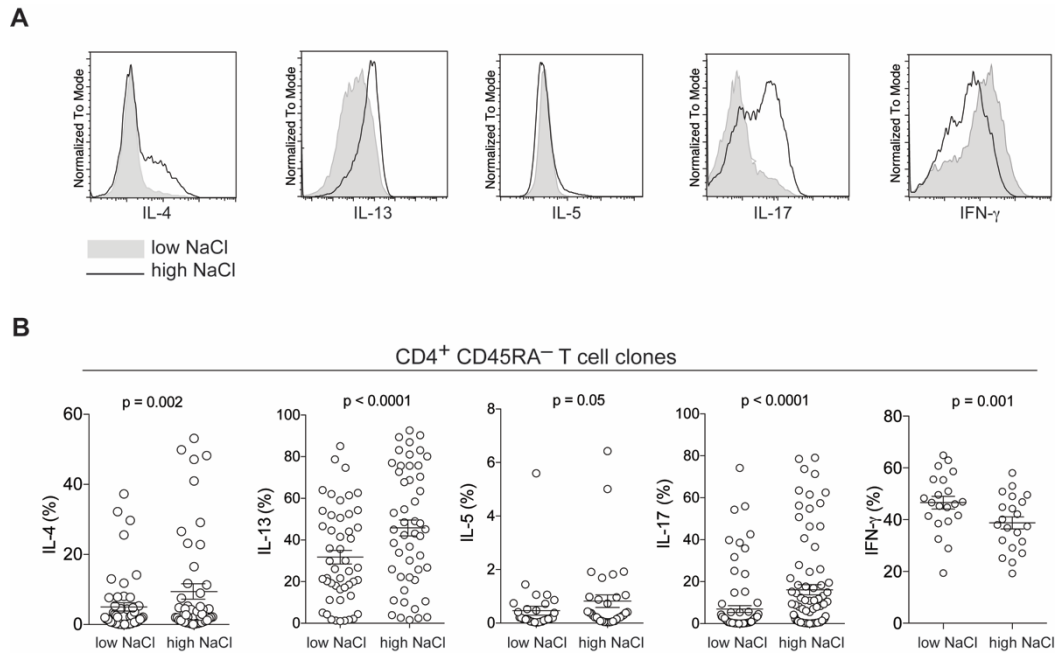 A
Normalized To Mode
IL-4
Normalized To Mode
IL-13
Normalized To Mode
IL-5
Normalized To Mode
IL-17
Normalized To Mode
IFN-γ
low NaCl
high NaCl
B
CD4⁺ CD45RA⁻ T cell clones
p = 0.002
IL-4 (%)
60
40
20
0
low NaCl high NaCl
p < 0.0001
IL-13 (%)
100
80
60
40
20
0
low NaCl high NaCl
p = 0.05
IL-5 (%)
8
6
4
2
0
low NaCl high NaCl
p < 0.0001
IL-17 (%)
100
80
60
40
20
0
low NaCl high NaCl
p = 0.001
IFN-γ (%)
80
60
40
20
0
low NaCl high NaCl